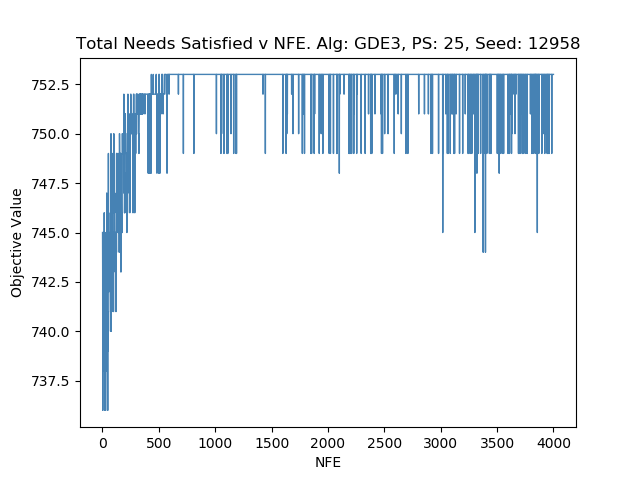 Total Needs Satisfied v NFE. Alg: GDE3, PS: 25, Seed: 12958
752.5
750.0
747.5
745.0
742.5
740.0
737.5
Objective Value
0 500 1000 1500 2000 2500 3000 3500 4000
NFE